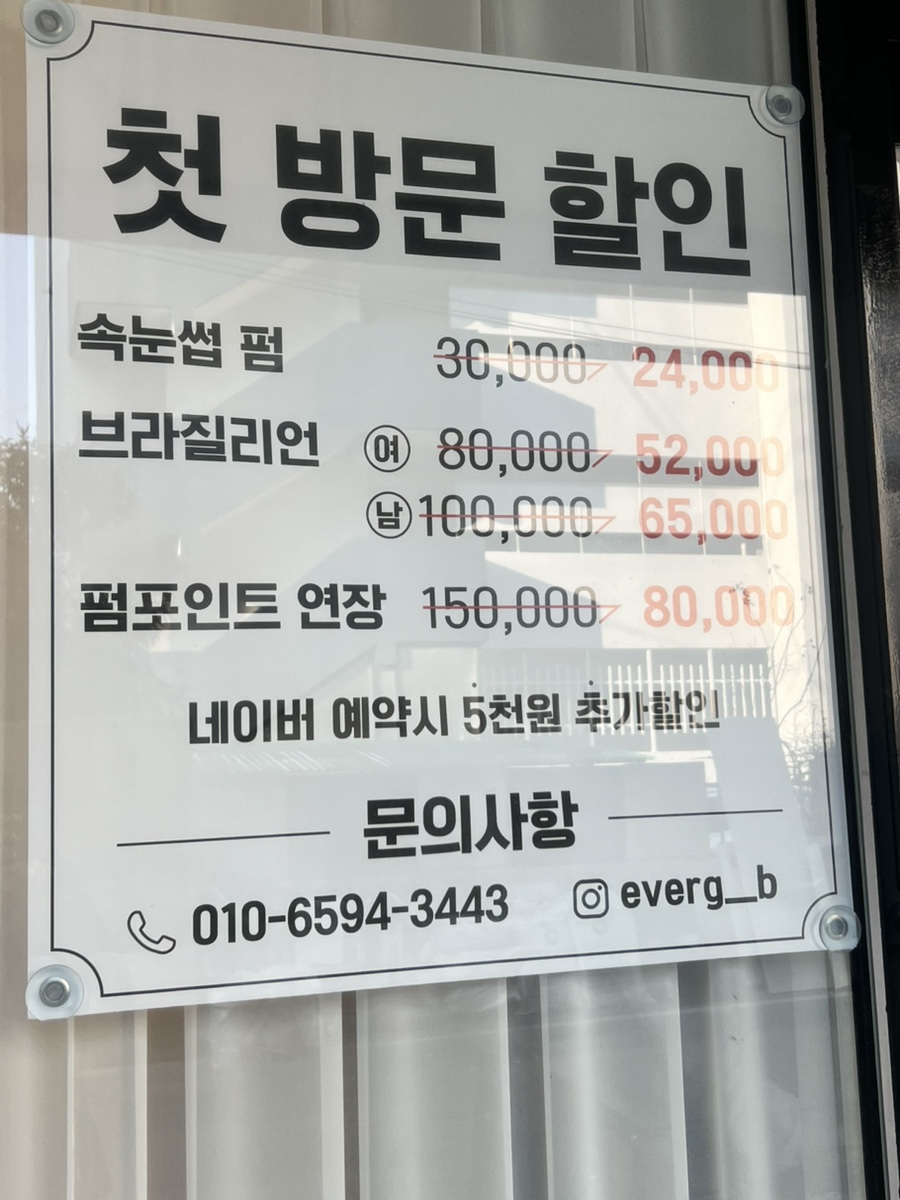 첫 방문 할인
속눈썹 펌 30,000 24,000
브라질리언 여 80,000 52,000
남 100,000 65,000
펌포인트 연장 150,000 80,000
네이버 예약시 5천원 추가할인
문의사항
010-6594-3443 everg__b